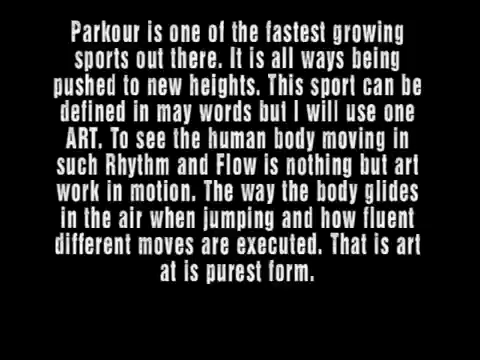 Parkour is one of the fastest growing
sports out there. It is all ways being
pushed to new heights. This sport can be
defined in may words but I will use one
ART. To see the human body moving in
such Rhythm and Flow is nothing but art
work in motion. The way the body glides
in the air when jumping and how fluent
different moves are executed. That is art
at is purest form.